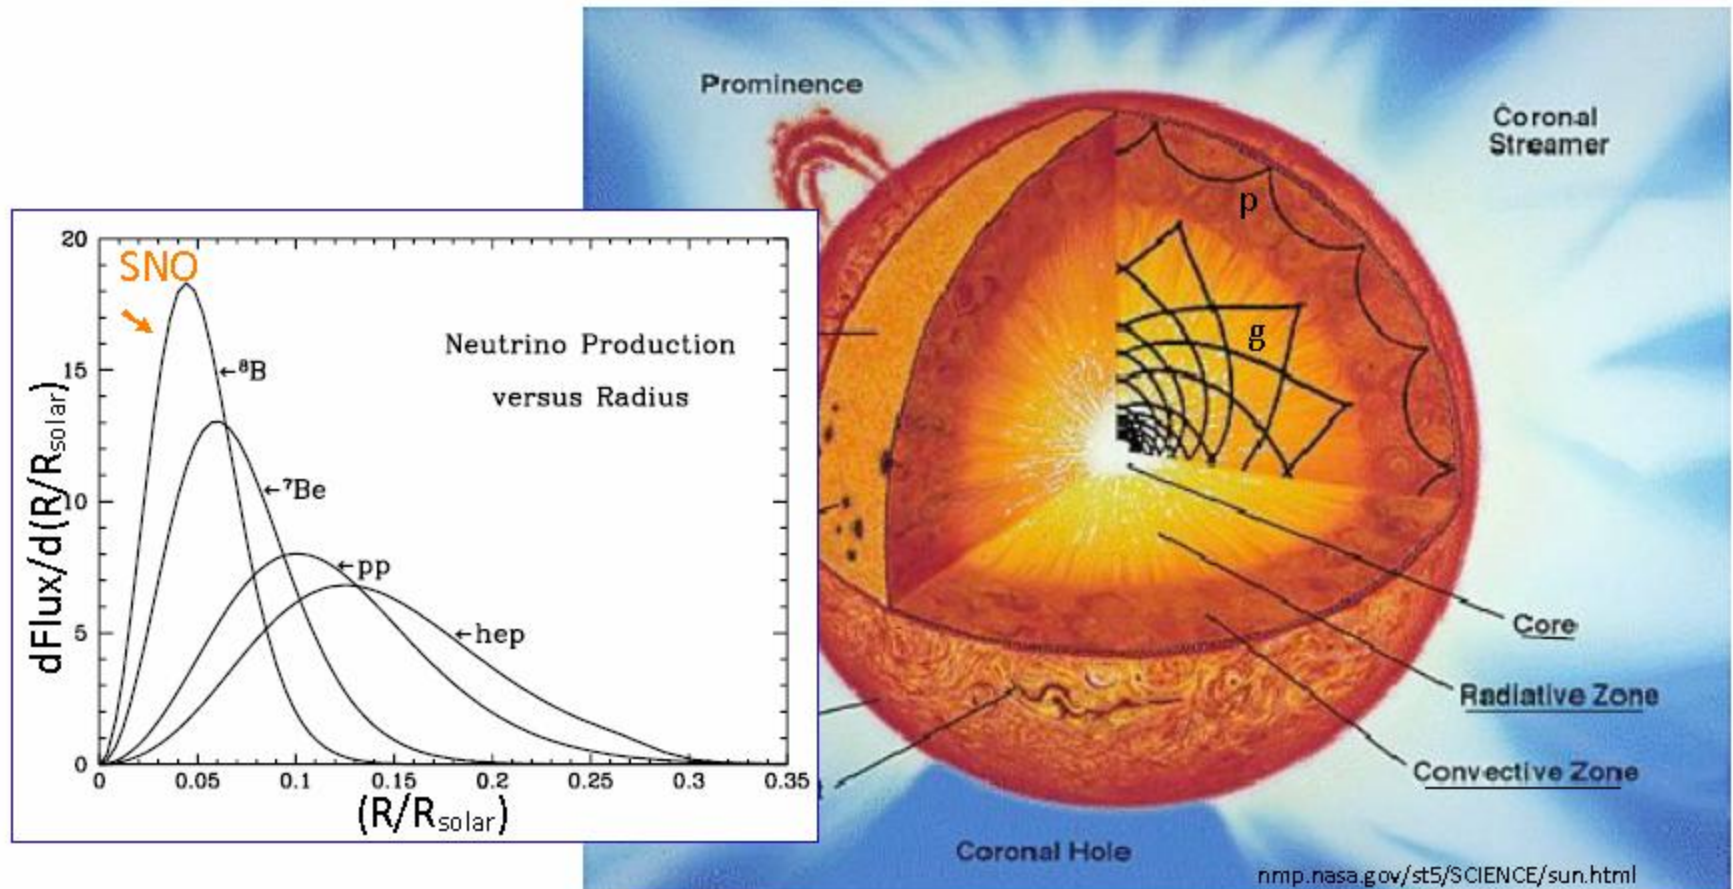 Prominence
Coronal
Streamer
p
g
Core
Radiative Zone
Convective Zone
Coronal Hole
nmp.nasa.gov/st5/SCIENCE/sun.html
20
15
10
5
0
SNO
←⁸B
←⁷Be
←pp
←hep
Neutrino Production
versus Radius
dFlux/d(R/Rsolar)
0
0.05
0.1
0.15
0.2
0.25
0.3
0.35
(R/Rsolar)